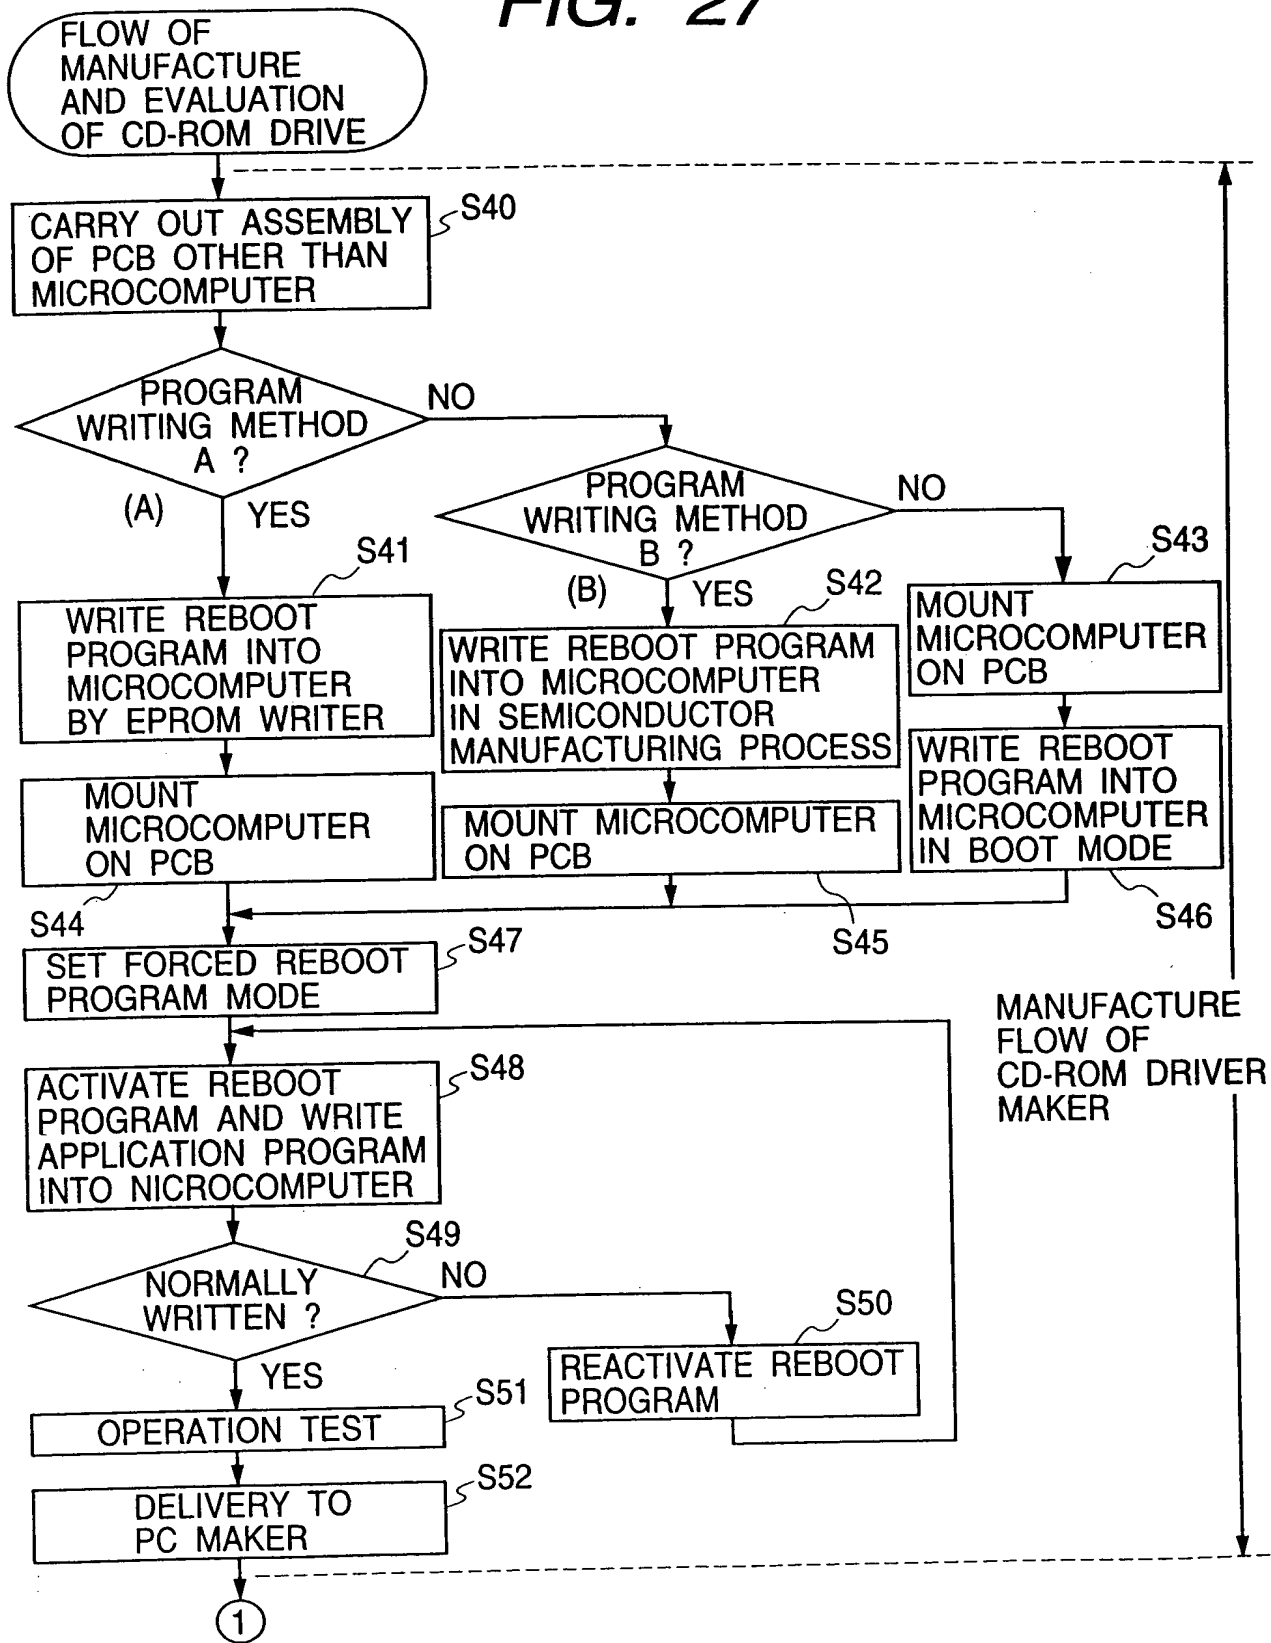 FIG. 27
FLOW OF
MANUFACTURE
AND EVALUATION
OF CD-ROM DRIVE
S40
CARRY OUT ASSEMBLY
OF PCB OTHER THAN
MICROCOMPUTER
PROGRAM
WRITING METHOD
A ?
NO
(A)
YES
PROGRAM
WRITING METHOD
B ?
NO
(B)
YES
S41
WRITE REBOOT
PROGRAM INTO
MICROCOMPUTER
BY EPROM WRITER
S42
WRITE REBOOT PROGRAM
INTO MICROCOMPUTER
IN SEMICONDUCTOR
MANUFACTURING PROCESS
S43
MOUNT
MICROCOMPUTER
ON PCB
MOUNT
MICROCOMPUTER
ON PCB
S44
MOUNT MICROCOMPUTER
ON PCB
S45
WRITE REBOOT
PROGRAM INTO
MICROCOMPUTER
IN BOOT MODE
S46
S47
SET FORCED REBOOT
PROGRAM MODE
MANUFACTURE
FLOW OF
CD-ROM DRIVER
MAKER
S48
ACTIVATE REBOOT
PROGRAM AND WRITE
APPLICATION PROGRAM
INTO NICROCOMPUTER
S49
NORMALLY
WRITTEN ?
NO
YES
S50
REACTIVATE REBOOT
PROGRAM
S51
OPERATION TEST
S52
DELIVERY TO
PC MAKER
1